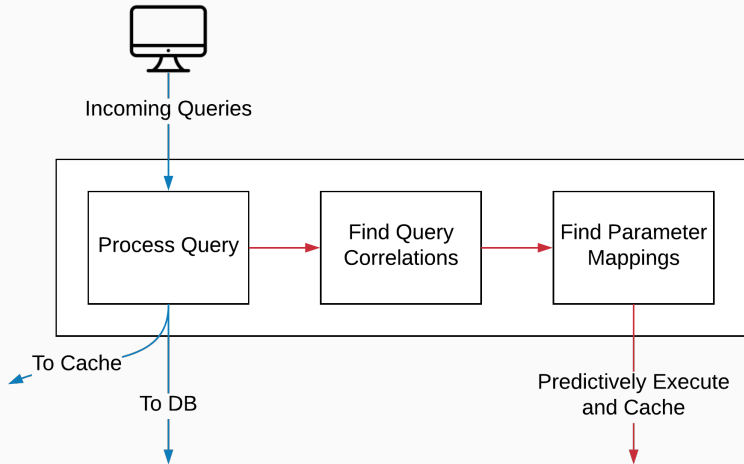 Incoming Queries
Process Query
Find Query
Correlations
Find Parameter
Mappings
To Cache
To DB
Predictively Execute
and Cache